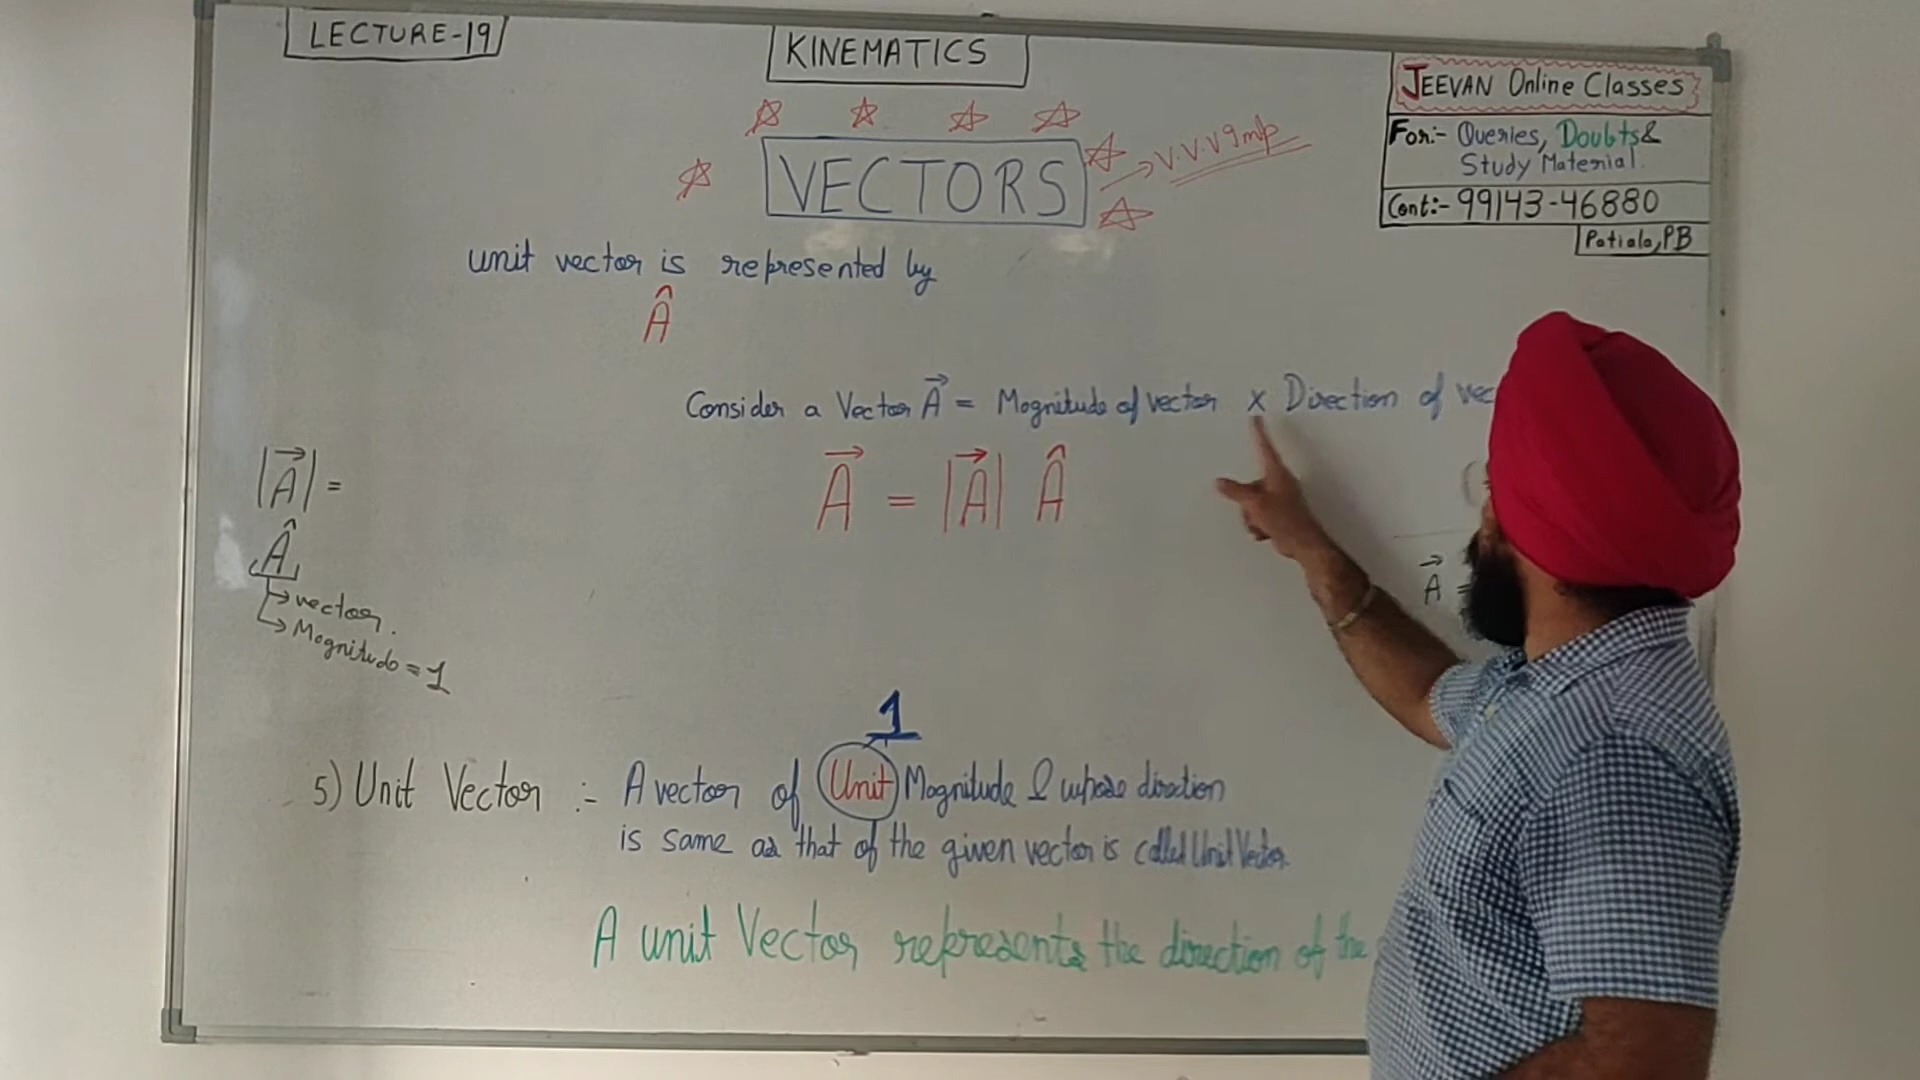 LECTURE-19
KINEMATICS
JEEVAN Online Classes
For:- Queries, Doubts &
Study Material.
Cont:- 99143-46880
Patiala, PB
VECTORS
→ V.V.V Imp
unit vector is represented by
Â
Consider a Vector A⃗ = Magnitude of vector × Direction of vec
A⃗ = |A⃗| Â
|A⃗| =
Â
→ vector.
→ Magnitude = 1
A⃗ =
1
5) Unit Vector :- A vector of Unit Magnitude & whose direction
is same as that of the given vector is called Unit Vector.
A unit Vector represents the direction of the